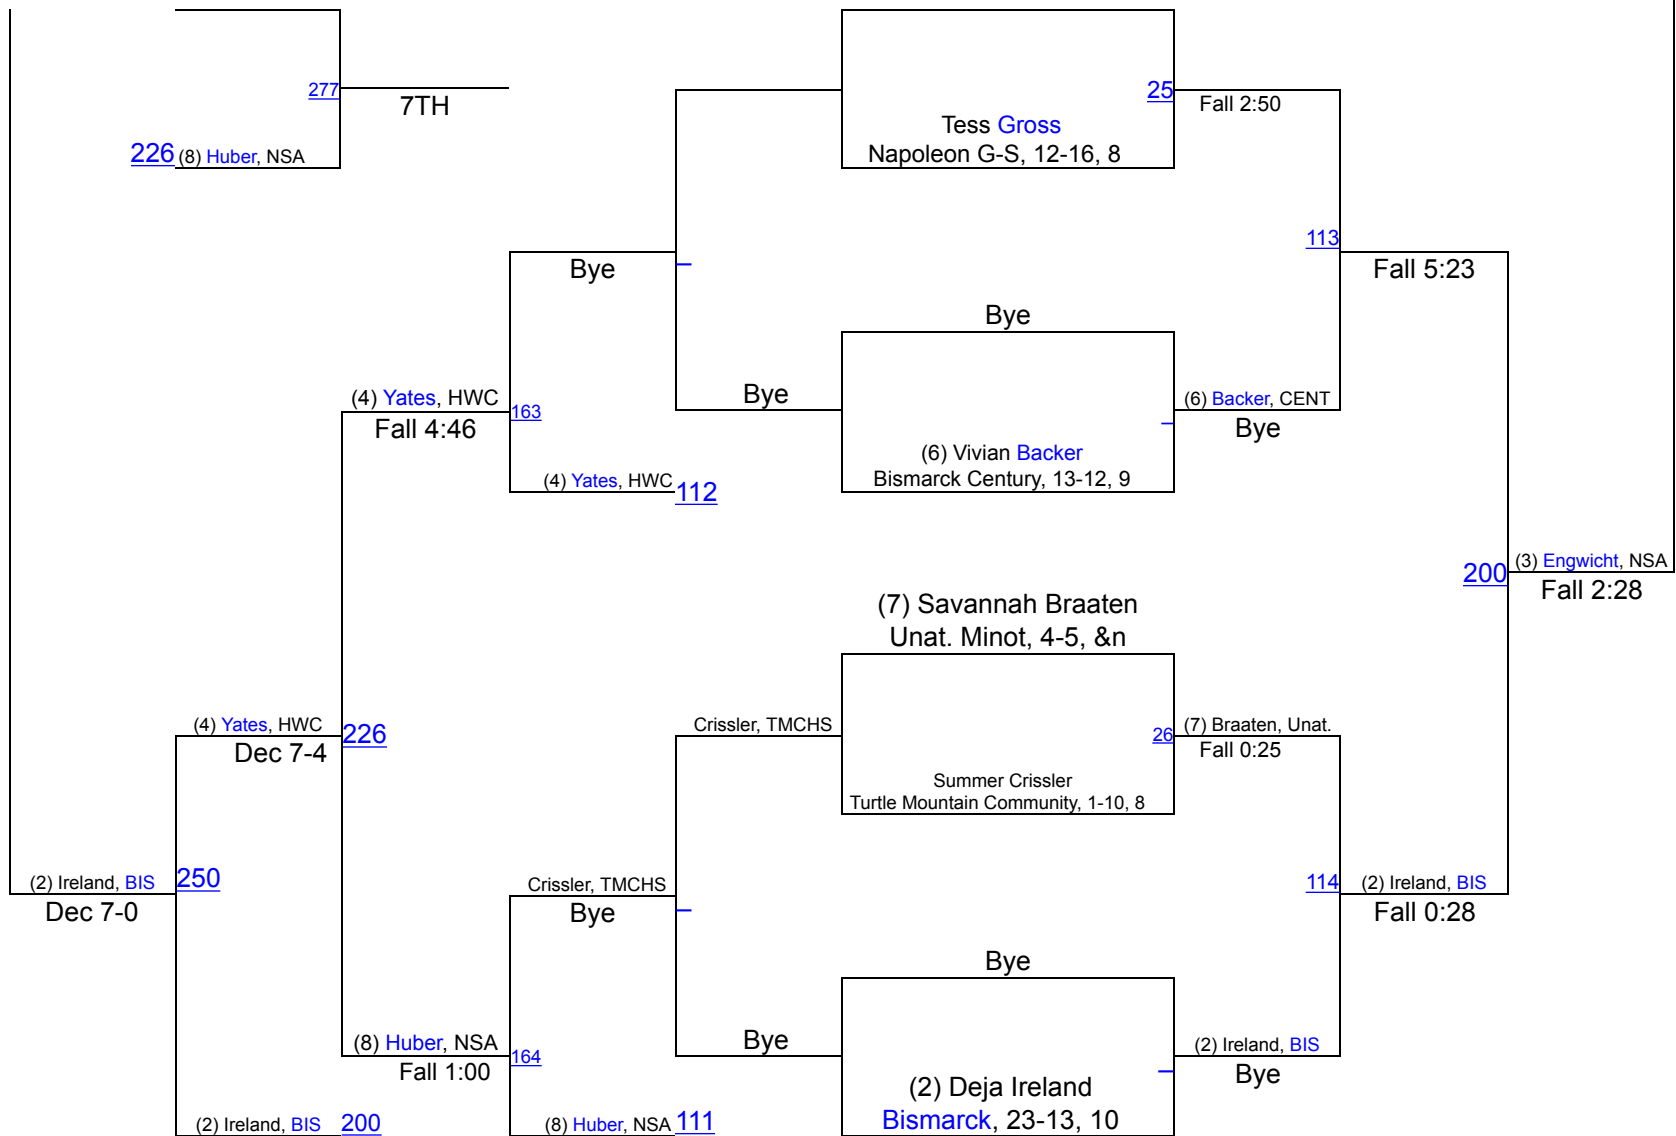 277
7TH
25
Fall 2:50
Tess Gross
Napoleon G-S, 12-16, 8
226 (8) Huber, NSA
113
Bye
Fall 5:23
Bye
(4) Yates, HWC
163
Bye
(6) Backer, CENT
Fall 4:46
Bye
(6) Vivian Backer
Bismarck Century, 13-12, 9
(4) Yates, HWC 112
200
(3) Engwicht, NSA
Fall 2:28
(7) Savannah Braaten
Unat. Minot, 4-5, &n
(4) Yates, HWC
226
Dec 7-4
Crissler, TMCHS
26
(7) Braaten, Unat.
Fall 0:25
Summer Crissler
Turtle Mountain Community, 1-10, 8
(2) Ireland, BIS
250
Dec 7-0
Crissler, TMCHS
Bye
114
(2) Ireland, BIS
Fall 0:28
Bye
(8) Huber, NSA
164
Fall 1:00
Bye
(2) Ireland, BIS
Bye
(2) Deja Ireland
Bismarck, 23-13, 10
(2) Ireland, BIS 200
(8) Huber, NSA 111